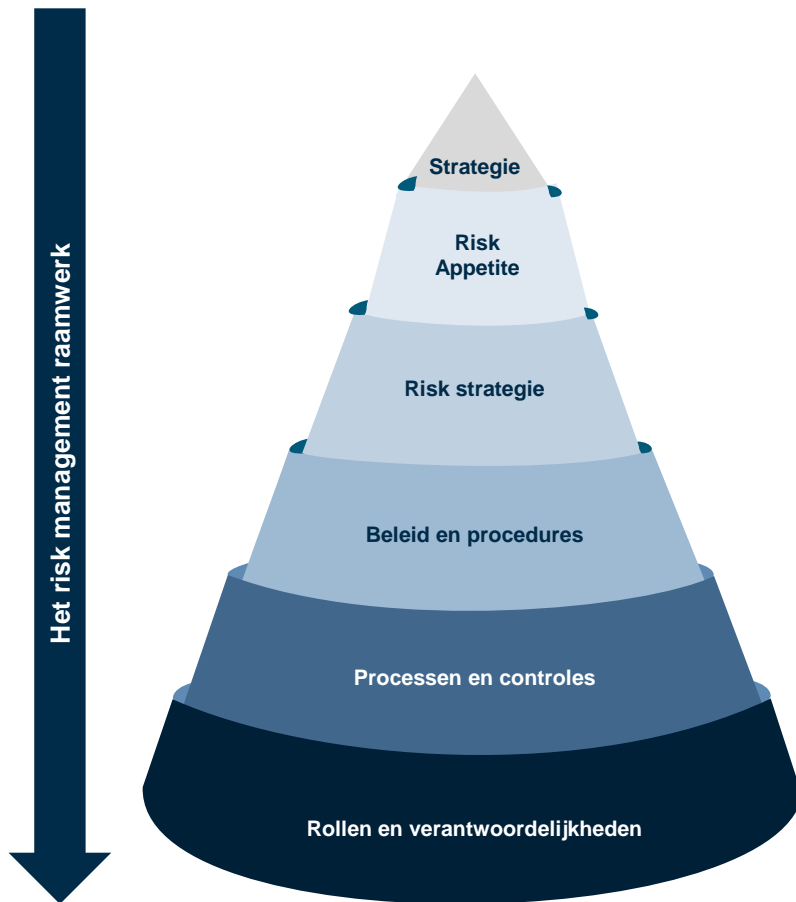 Het risk management raamwerk
Strategie
Risk
Appetite
Risk strategie
Beleid en procedures
Processen en controles
Rollen en verantwoordelijkheden